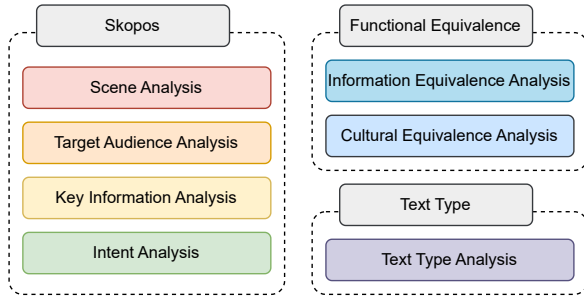 Skopos
Scene Analysis
Target Audience Analysis
Key Information Analysis
Intent Analysis
Functional Equivalence
Information Equivalence Analysis
Cultural Equivalence Analysis
Text Type
Text Type Analysis